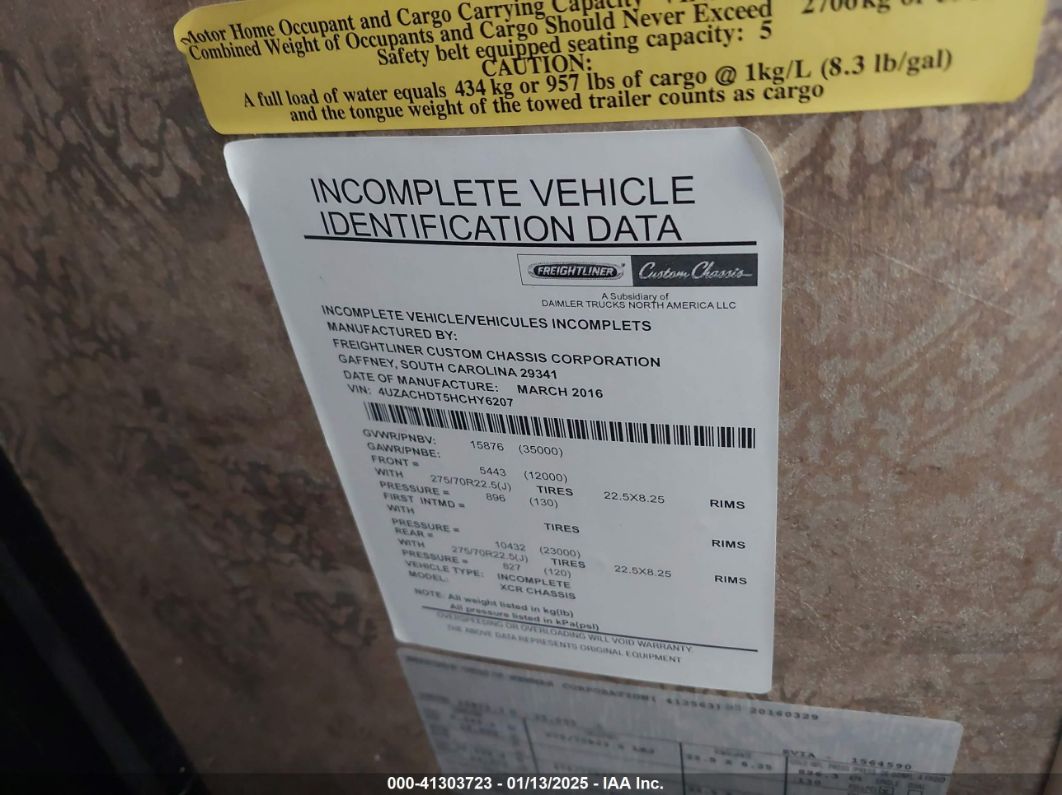 Motor Home Occupant and Cargo Carrying Capacity
Combined Weight of Occupants and Cargo Should Never Exceed 2700 kg or
Safety belt equipped seating capacity: 5
CAUTION:
A full load of water equals 434 kg or 957 lbs of cargo @ 1kg/L (8.3 lb/gal)
and the tongue weight of the towed trailer counts as cargo
INCOMPLETE VEHICLE
IDENTIFICATION DATA
FREIGHTLINER Custom Chassis
A Subsidiary of
DAIMLER TRUCKS NORTH AMERICA LLC
INCOMPLETE VEHICLE/VEHICULES INCOMPLETS
MANUFACTURED BY:
FREIGHTLINER CUSTOM CHASSIS CORPORATION
GAFFNEY, SOUTH CAROLINA 29341
DATE OF MANUFACTURE: MARCH 2016
VIN: 4UZACHDT5HCHY6207
GVWR/PNBV: 15876 (35000)
GAWR/PNBE:
FRONT = 5443 (12000)
WITH 275/70R22.5(J) TIRES 22.5X8.25 RIMS
PRESSURE = 896 (130)
FIRST INTMD =
WITH TIRES RIMS
PRESSURE =
REAR = 10432 (23000)
WITH 275/70R22.5(J) TIRES 22.5X8.25 RIMS
PRESSURE = 827 (120)
VEHICLE TYPE: INCOMPLETE
MODEL: XCR CHASSIS
NOTE: All weight listed in kg(lb)
All pressure listed in kPa(psi)
OVERSPEEDING OR OVERLOADING WILL VOID WARRANTY
THE ABOVE DATA REPRESENTS ORIGINAL EQUIPMENT
CORPORATION( 412563) 20160329
EVIA - 1564590
000-41303723 - 01/13/2025 - IAA Inc.